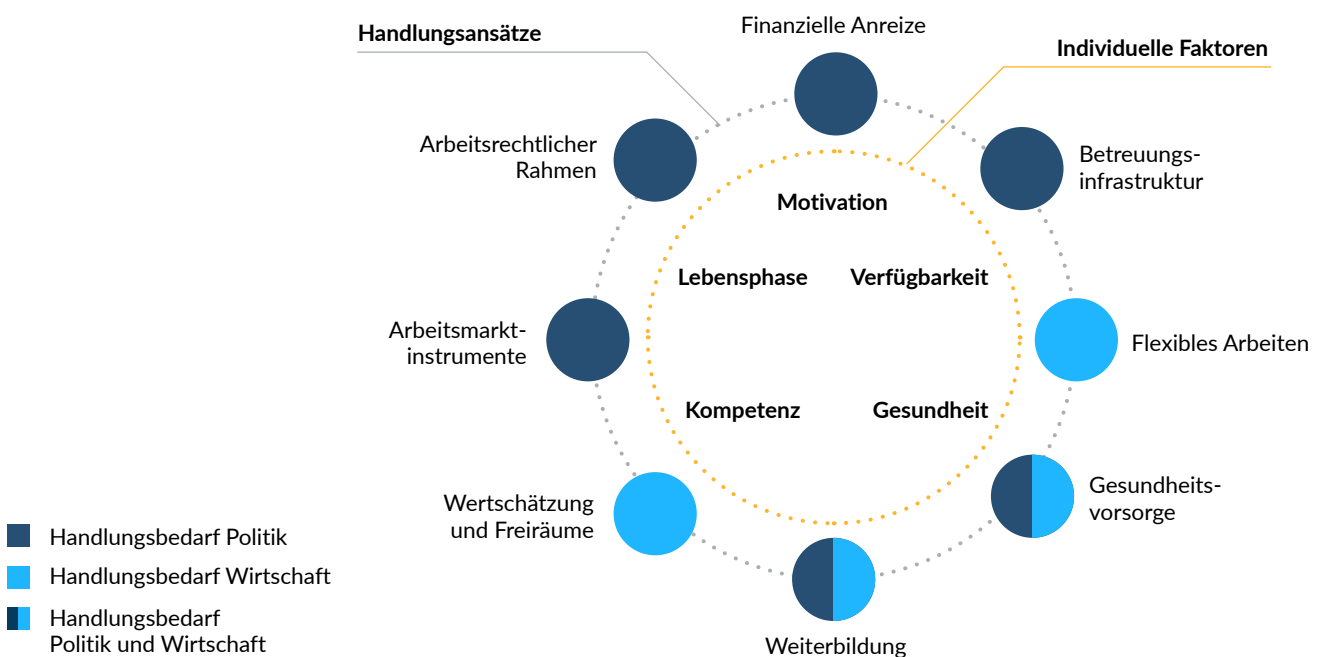 Finanzielle Anreize
Handlungsansätze
Individuelle Faktoren
Arbeitsrechtlicher
Rahmen
Betreuungs-
infrastruktur
Motivation
Lebensphase
Verfügbarkeit
Arbeitsmarkt-
instrumente
Flexibles Arbeiten
Kompetenz
Gesundheit
Wertschätzung
und Freiräume
Gesundheits-
vorsorge
Weiterbildung
Handlungsbedarf Politik
Handlungsbedarf Wirtschaft
Handlungsbedarf
Politik und Wirtschaft